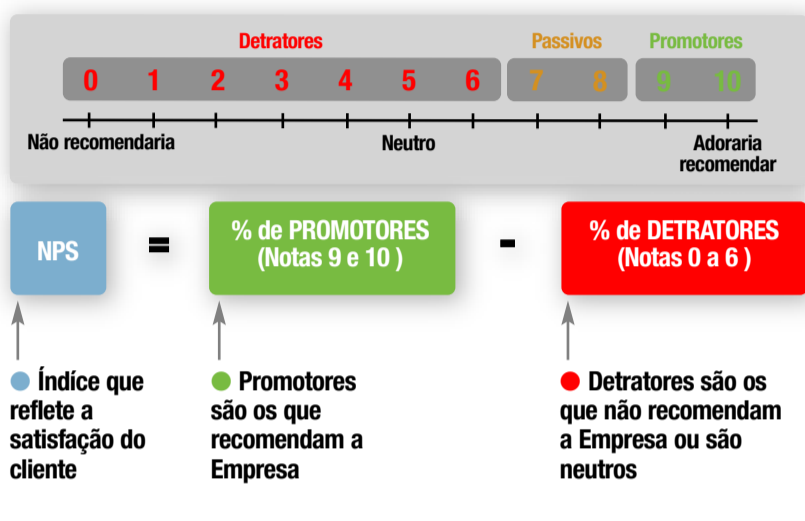 Detratores Passivos Promotores
0 1 2 3 4 5 6 7 8 9 10
Não recomendaria Neutro Adoraria
recomendar
NPS = % de PROMOTORES
(Notas 9 e 10 ) - % de DETRATORES
(Notas 0 a 6 )
Índíce que
reflete a
satisfação do
cliente
Promotores
são os que
recomendam a
Empresa
Detratores são os
que não recomendam
a Empresa ou são
neutros